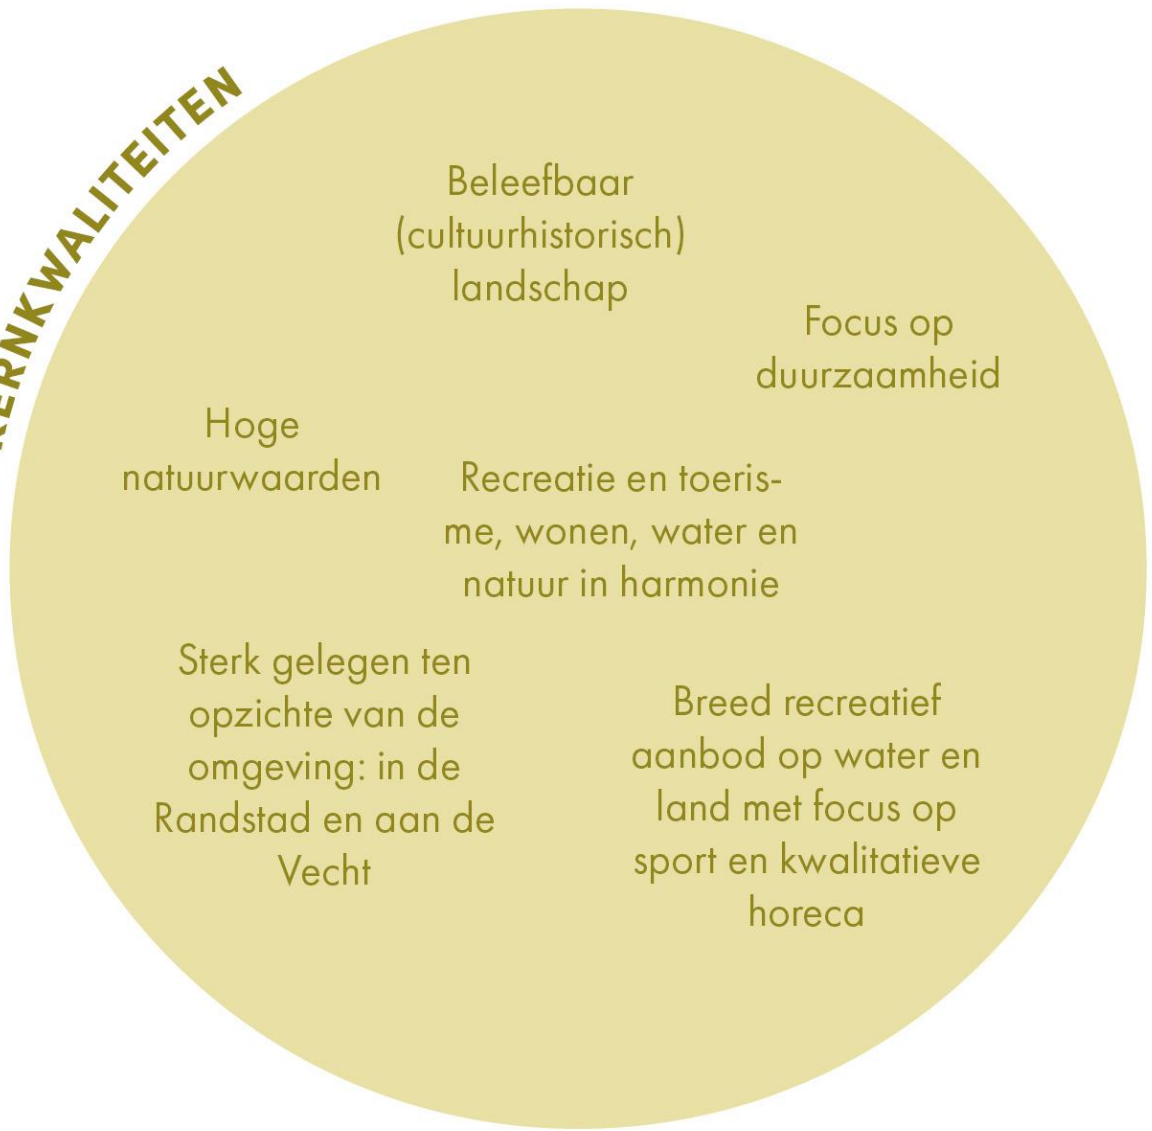 KERNKWALITEITEN
Beleefbaar
(cultuurhistorisch)
landschap
Focus op
duurzaamheid
Hoge
natuurwaarden
Recreatie en toeris-
me, wonen, water en
natuur in harmonie
Sterk gelegen ten
opzichte van de
omgeving: in de
Randstad en aan de
Vecht
Breed recreatief
aanbod op water en
land met focus op
sport en kwalitatieve
horeca